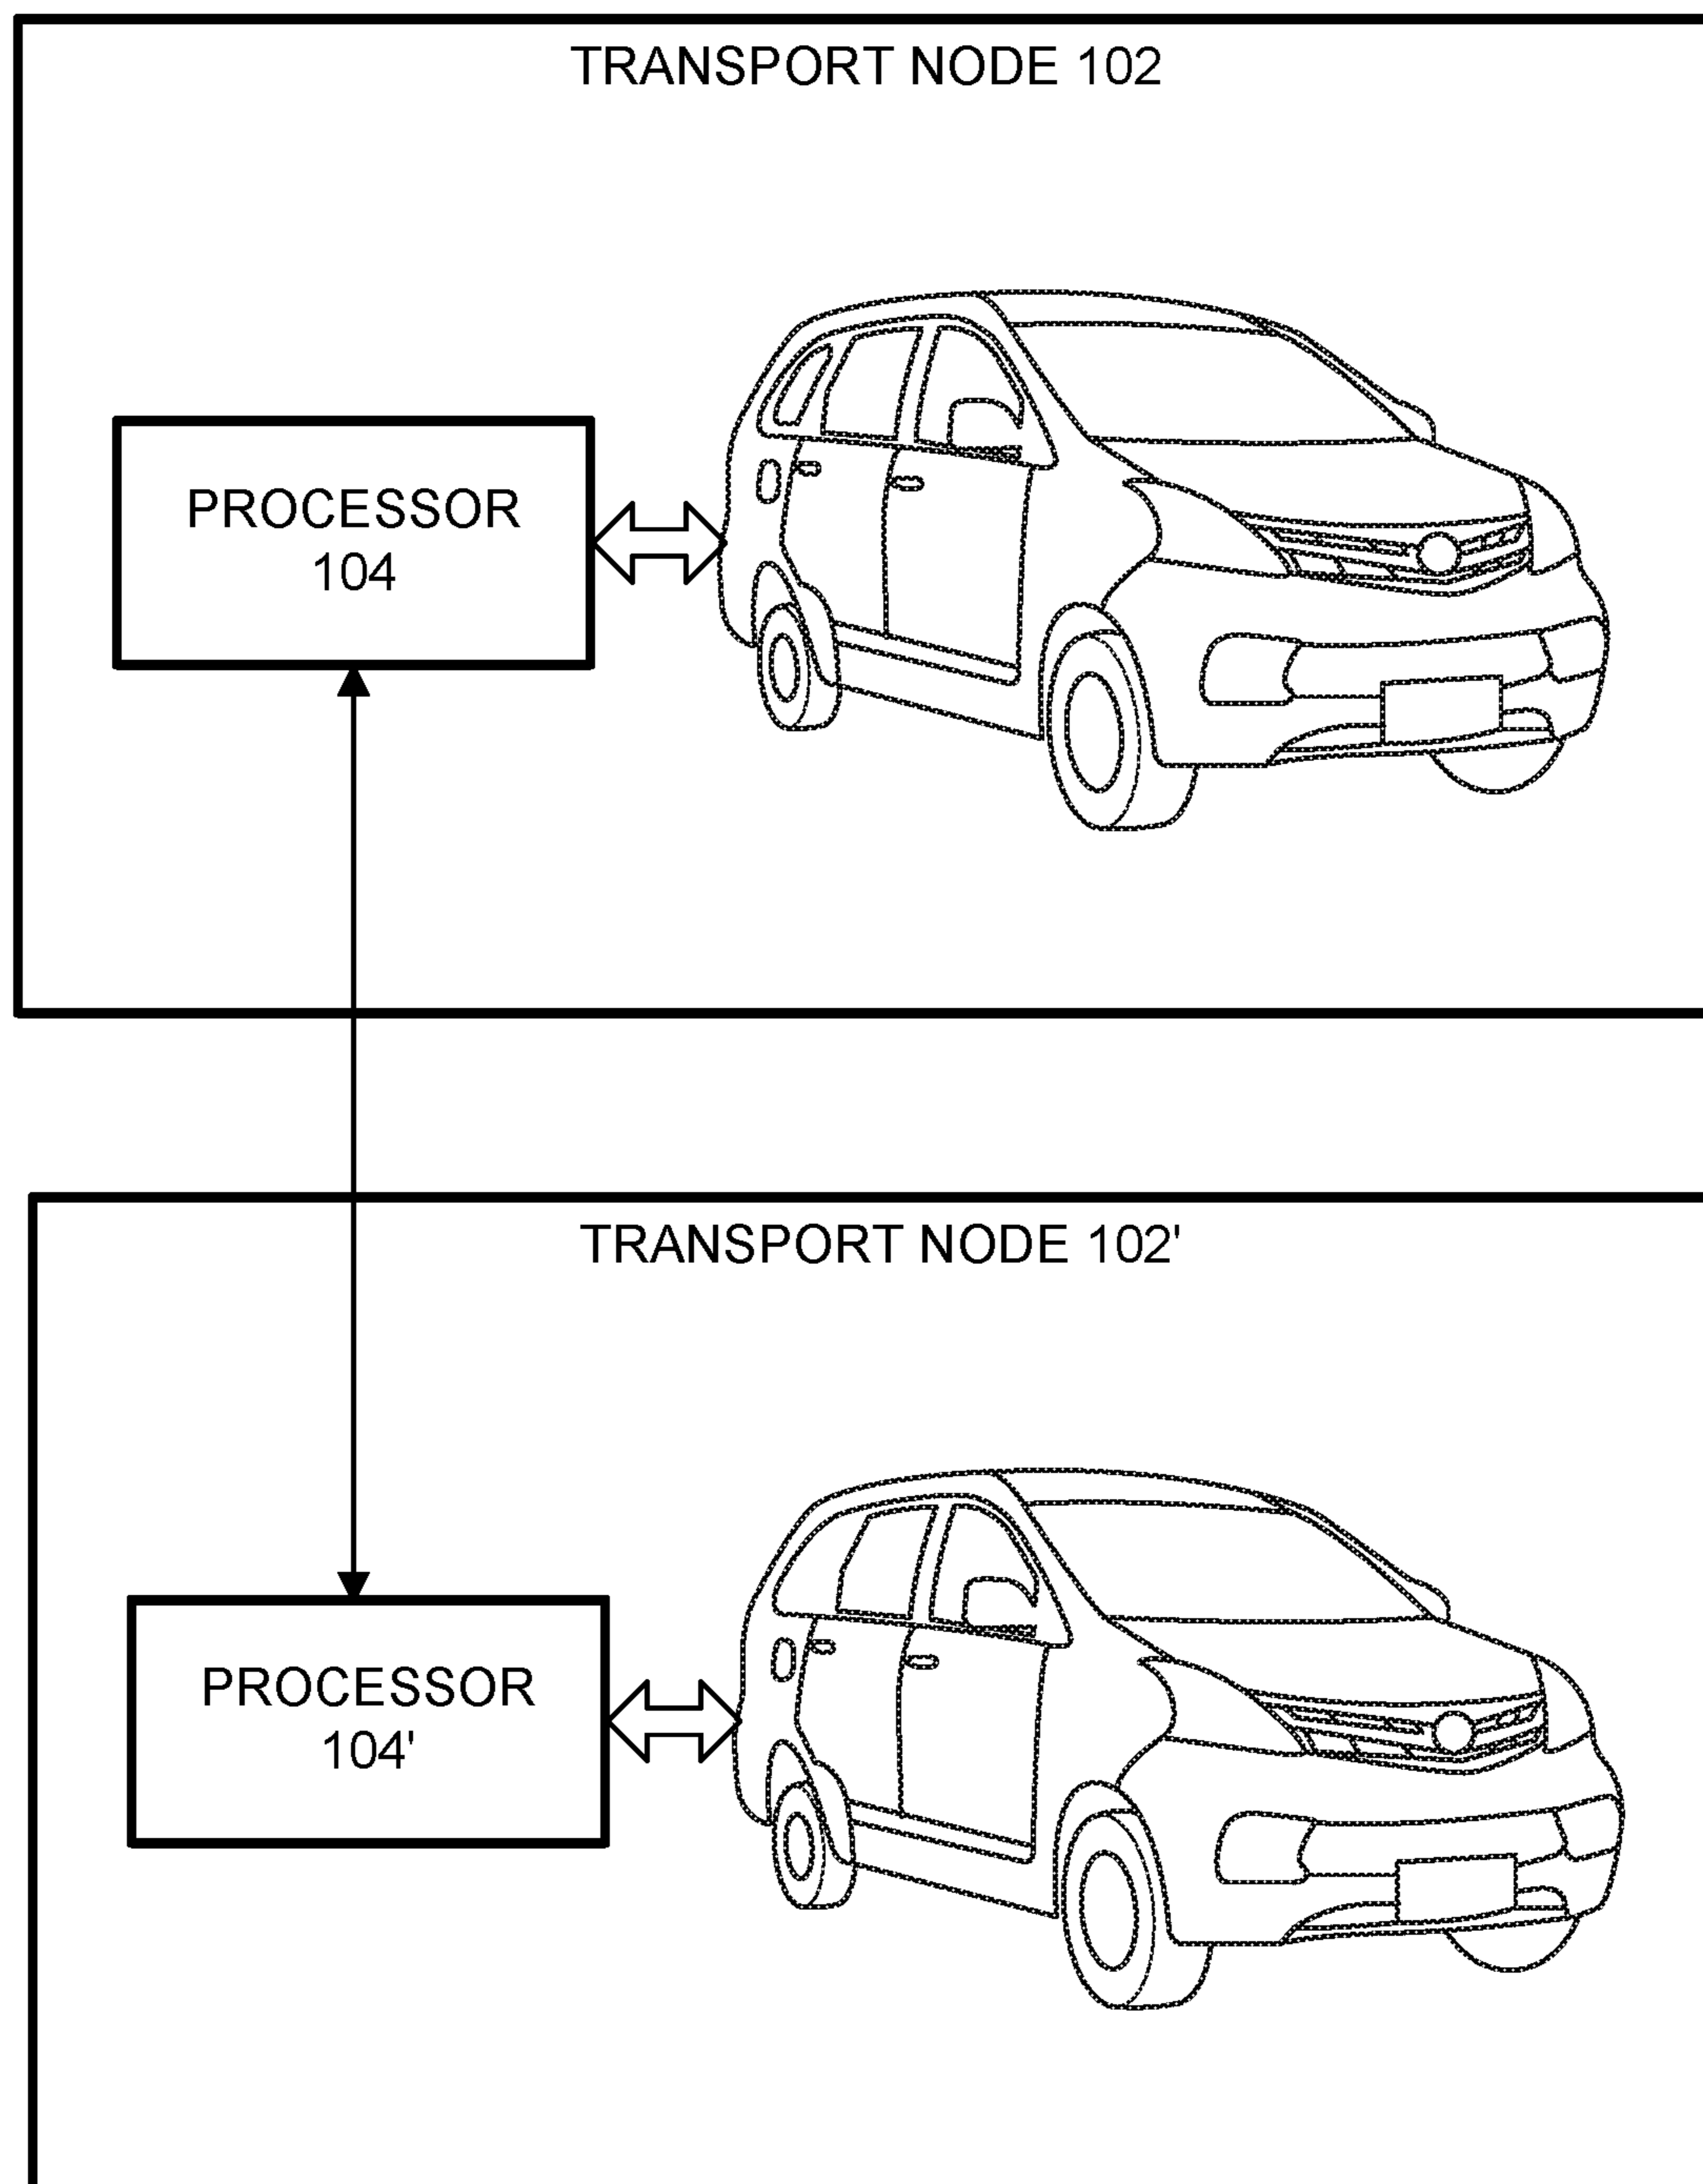 TRANSPORT NODE 102
PROCESSOR
104
TRANSPORT NODE 102'
PROCESSOR
104'